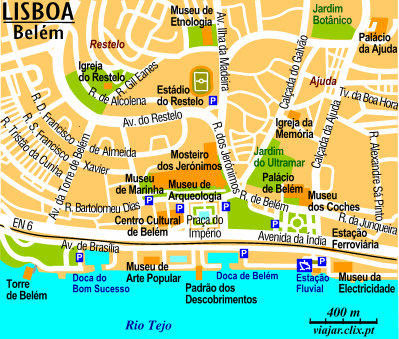 LISBOA
Belém
Museu de
Etnologia
Jardim
Botânico
Palácio
da Ajuda
Restelo
Av. Ilha da Madeira
Calçada do Galvão
Ajuda
Igreja
do Restelo
R. Gil Eanes
R. de Alcolena
Estádio
do Restelo
P
Calçada da Ajuda
Tv. da Boa Hora
Av. do Restelo
R. D. Francisco de Almeida
R. S. Francisco Xavier
R. Tristão da Cunha
Av. da Torre de Belém
R. dos Jerónimos
Igreja da
Memória
Mosteiro
dos Jerónimos
Jardim
do Ultramar
R. Alexandre Sá Pinto
Museu
de Marinha
Museu de
Arqueologia
Palácio
de Belém
Museu
dos Coches
R. Bartolomeu Dias
P
P
Centro Cultural
de Belém
Praça do
Império
R. de Belém
P
R. da Junqueira
EN 6
Av. de Brasília
Avenida da Índia
Estação
Ferroviária
P
P
Torre
de Belém
Doca do
Bom Sucesso
Museu de
Arte Popular
Padrão dos
Descobrimentos
Doca de Belém
Estação
Fluvial
Museu da
Electricidade
Rio Tejo
400 m
viajar.clix.pt